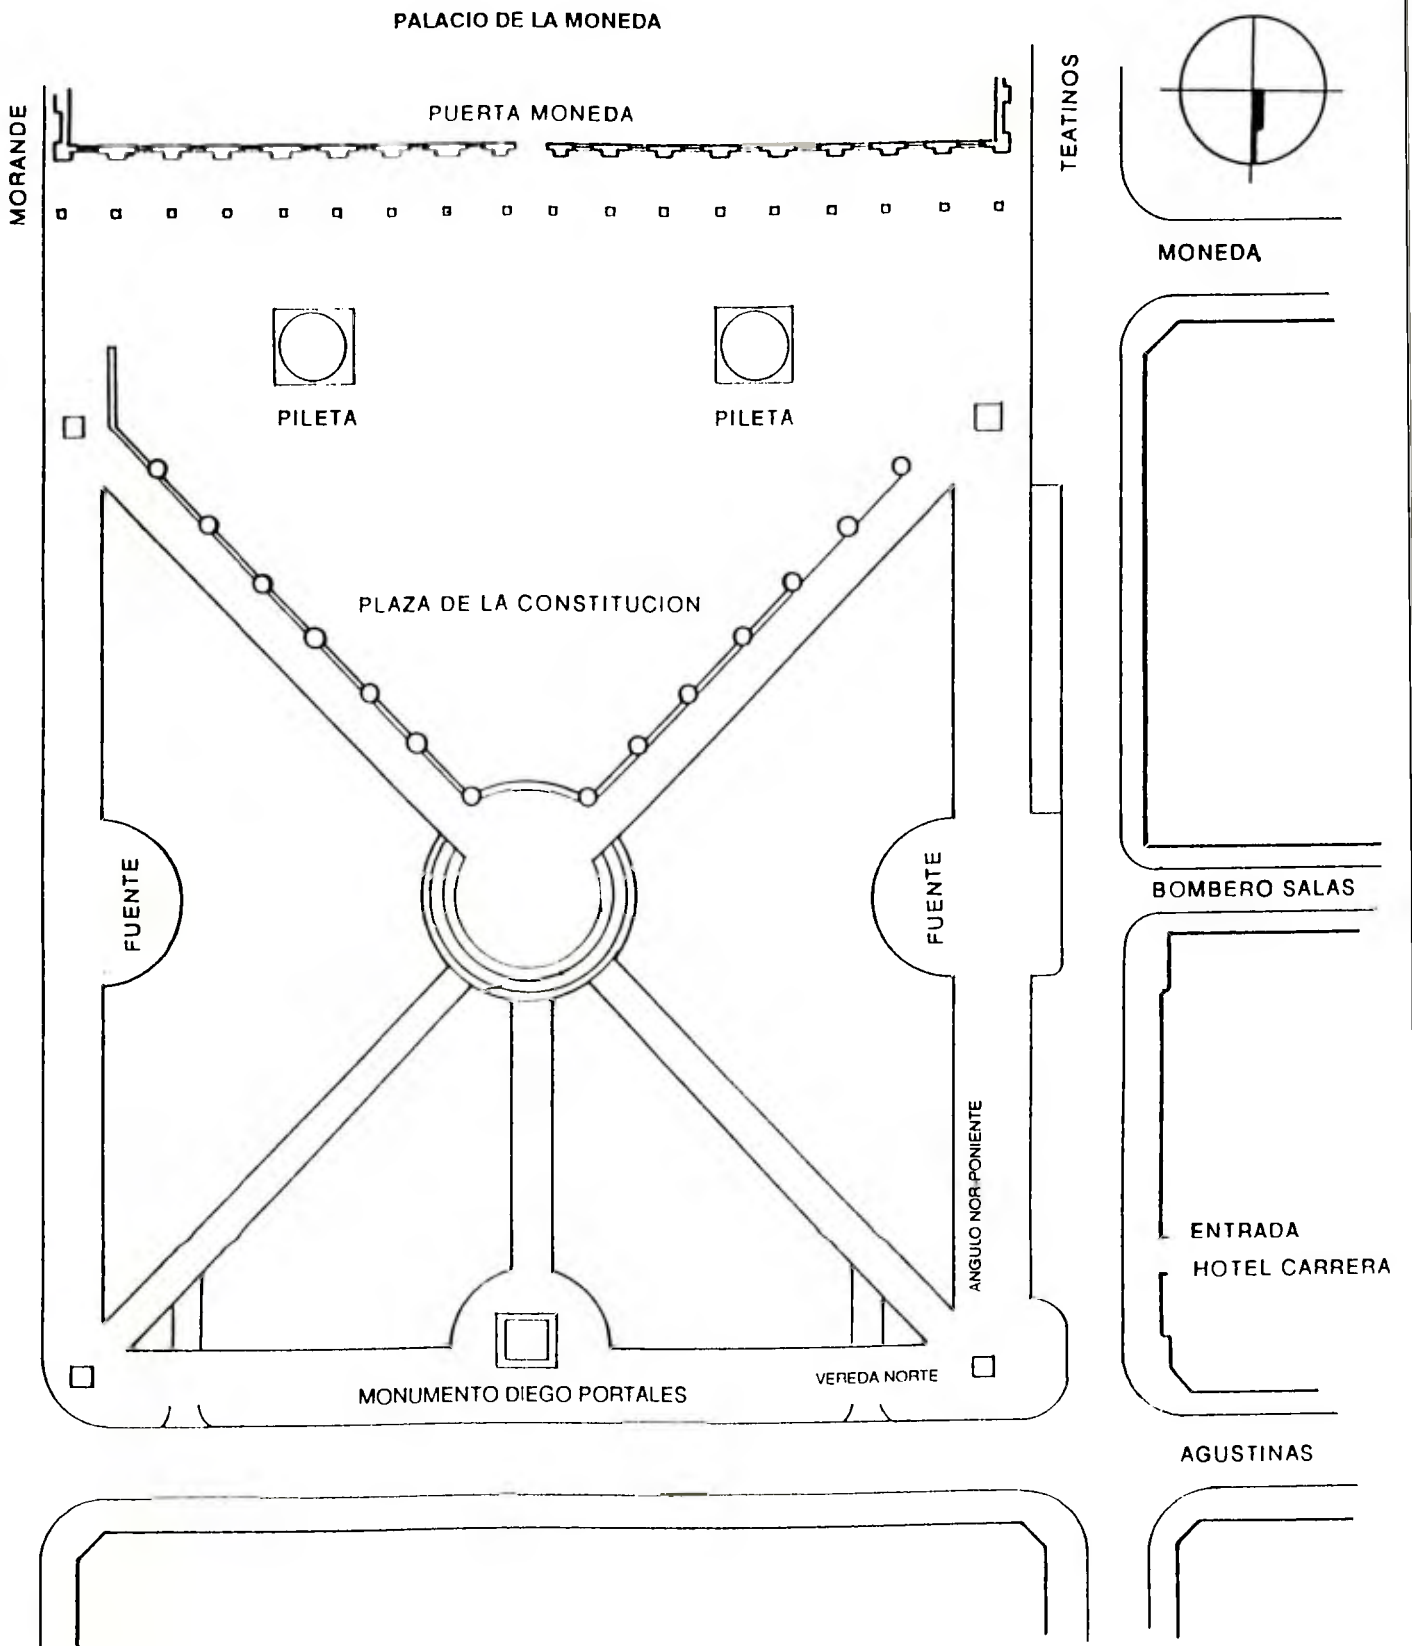 PALACIO DE LA MONEDA
MORANDE
PUERTA MONEDA
TEATINOS
MONEDA
PILETA
PILETA
PLAZA DE LA CONSTITUCION
FUENTE
FUENTE
BOMBERO SALAS
ANGULO NOR PONIENTE
ENTRADA
HOTEL CARRERA
VEREDA NORTE
MONUMENTO DIEGO PORTALES
AGUSTINAS